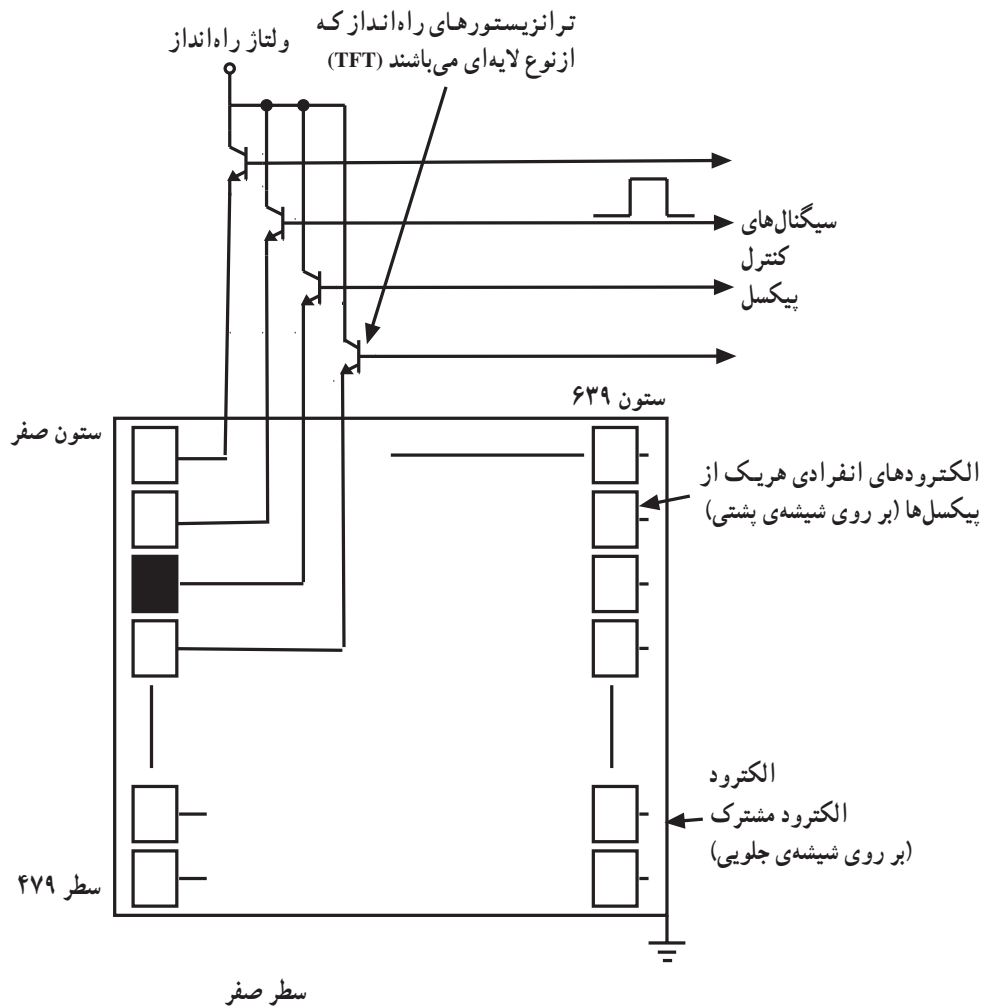 ترانزیستورهای راه‌انداز که
ازنوع لایه‌ای می‌باشند (TFT)
ولتاژ راه‌انداز
سیگنال‌های
کنترل
پیکسل
ستون ۶۳۹
ستون صفر
الکترودهای انفرادی هریک از
پیکسل‌ها (بر روی شیشه‌ی پشتی)
الکترود
الکترود مشترک
(بر روی شیشه‌ی جلویی)
سطر ۴۷۹
سطر صفر